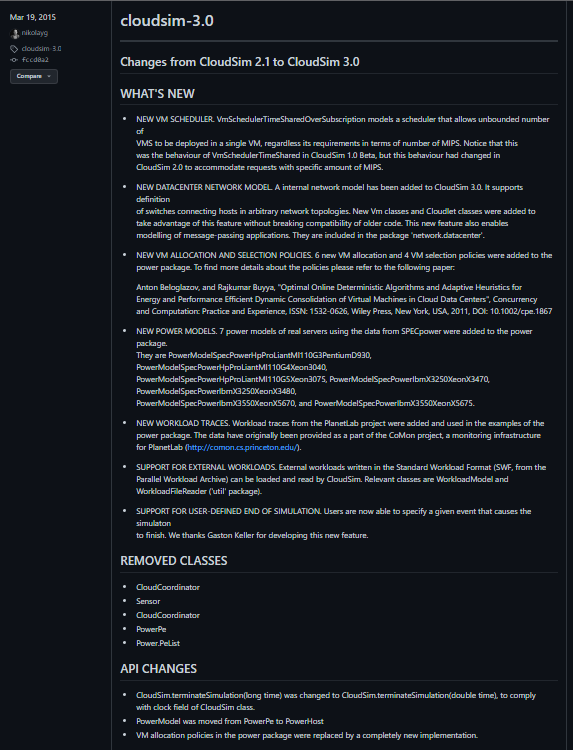 Mar 19, 2015
nikolayg
cloudsim-3.0
fccd0a2
Compare
cloudsim-3.0
Changes from CloudSim 2.1 to CloudSim 3.0
WHAT'S NEW
• NEW VM SCHEDULER. VmSchedulerTimeSharedOverSubscription models a scheduler that allows unbounded number
of
VMS to be deployed in a single VM, regardless its requirements in terms of number of MIPS. Notice that this
was the behaviour of VmSchedulerTimeShared in CloudSim 1.0 Beta, but this behaviour had changed in
CloudSim 2.0 to accommodate requests with specific amount of MIPS.
• NEW DATACENTER NETWORK MODEL. A internal network model has been added to CloudSim 3.0. It supports
definition
of switches connecting hosts in arbitrary network topologies. New Vm classes and Cloudlet classes were added to
take advantage of this feature without breaking compatibility of older code. This new feature also enables
modelling of message-passing applications. They are included in the package 'network.datacenter'.
• NEW VM ALLOCATION AND SELECTION POLICIES. 6 new VM allocation and 4 VM selection policies were added to the
power package. To find more details about the policies please refer to the following paper:
Anton Beloglazov, and Rajkumar Buyya, "Optimal Online Deterministic Algorithms and Adaptive Heuristics for
Energy and Performance Efficient Dynamic Consolidation of Virtual Machines in Cloud Data Centers", Concurrency
and Computation: Practice and Experience, ISSN: 1532-0626, Wiley Press, New York, USA, 2011, DOI: 10.1002/cpe.1867
• NEW POWER MODELS. 7 power models of real servers using the data from SPECpower were added to the power
package.
They are PowerModelSpecPowerHpProLiantMl110G3PentiumD930,
PowerModelSpecPowerHpProLiantMl110G4Xeon3040,
PowerModelSpecPowerHpProLiantMl110G5Xeon3075, PowerModelSpecPowerIbmX3250XeonX3470,
PowerModelSpecPowerIbmX3250XeonX3480,
PowerModelSpecPowerIbmX3550XeonX5670, and PowerModelSpecPowerIbmX3550XeonX5675.
• NEW WORKLOAD TRACES. Workload traces from the PlanetLab project were added and used in the examples of the
power package. The data have originally been provided as a part of the CoMon project, a monitoring infrastructure
for PlanetLab (http://comon.cs.princeton.edu/).
• SUPPORT FOR EXTERNAL WORKLOADS. External workloads written in the Standard Workload Format (SWF, from the
Parallel Workload Archive) can be loaded and read by CloudSim. Relevant classes are WorkloadModel and
WorkloadFileReader ('util' package).
• SUPPORT FOR USER-DEFINED END OF SIMULATION. Users are now able to specify a given event that causes the
simulaton
to finish. We thanks Gaston Keller for developing this new feature.
REMOVED CLASSES
• CloudCoordinator
• Sensor
• CloudCoordinator
• PowerPe
• Power.PeList
API CHANGES
• CloudSim.terminateSimulation(long time) was changed to CloudSim.terminateSimulation(double time), to comply
with clock field of CloudSim class.
• PowerModel was moved from PowerPe to PowerHost
• VM allocation policies in the power package were replaced by a completely new implementation.